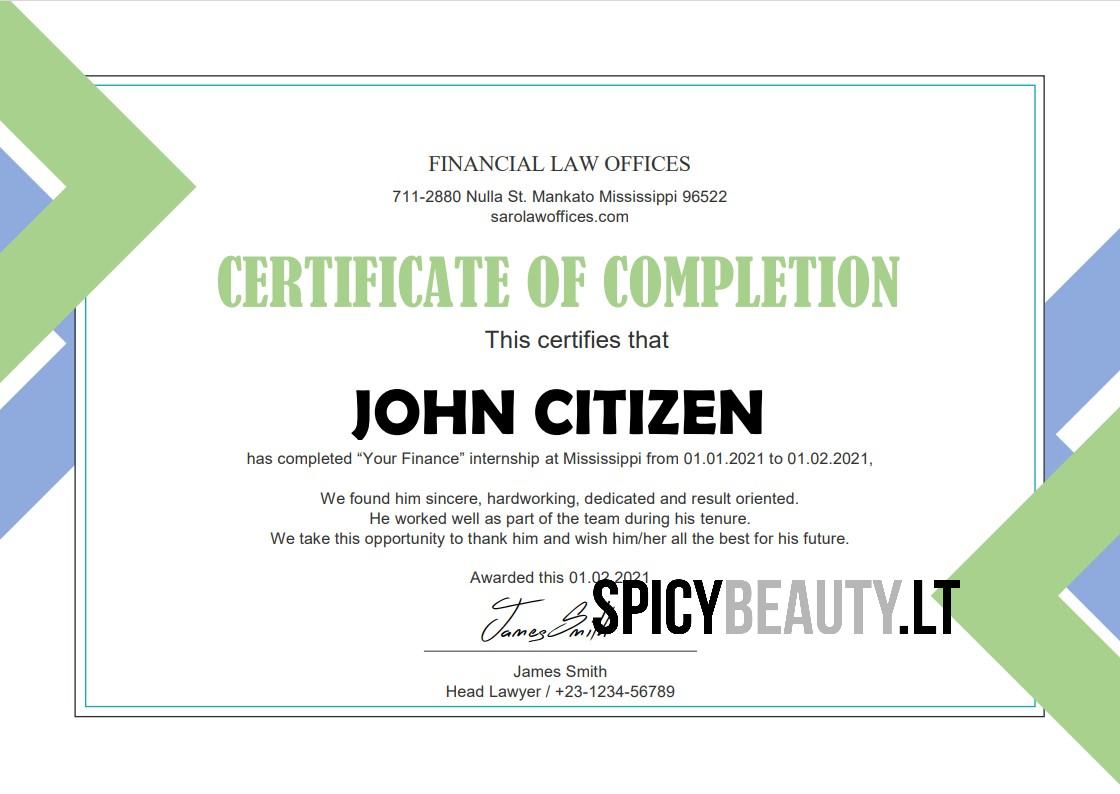 FINANCIAL LAW OFFICES
711-2880 Nulla St. Mankato Mississippi 96522
sarolawoffices.com
CERTIFICATE OF COMPLETION
This certifies that
JOHN CITIZEN
has completed “Your Finance” internship at Mississippi from 01.01.2021 to 01.02.2021,
We found him sincere, hardworking, dedicated and result oriented.
He worked well as part of the team during his tenure.
We take this opportunity to thank him and wish him/her all the best for his future.
Awarded this 01.02.2021
James Smith
SPICYBEAUTY.LT
James Smith
Head Lawyer / +23-1234-56789